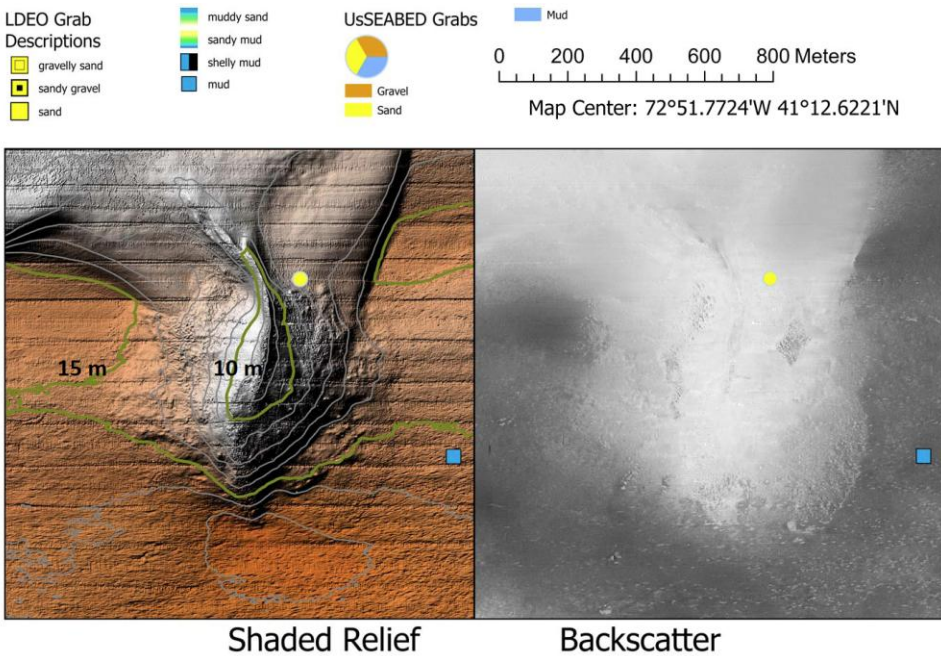 LDEO Grab
Descriptions
gravelly sand
sandy gravel
sand
muddy sand
sandy mud
shelly mud
mud
UsSEABED Grabs
Gravel
Sand
Mud
0 200 400 600 800 Meters
Map Center: 72°51.7724'W 41°12.6221'N
15 m
10 m
Shaded Relief
Backscatter